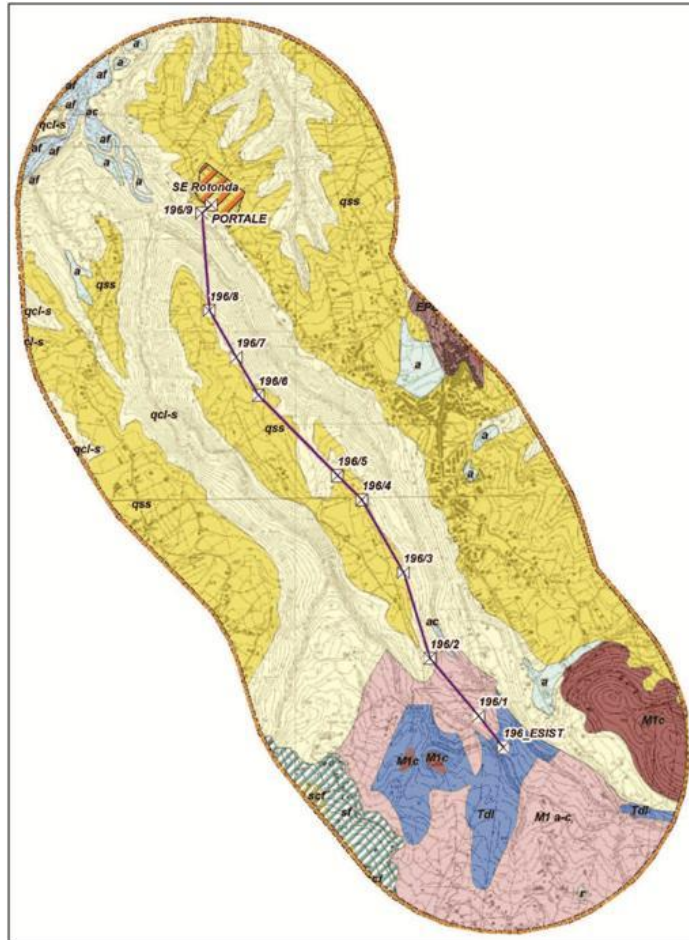 a
af
af
a
af
ac
qcl-s
af
af
a
af
a
SE Rotonda
qss
196/9
PORTALE
a
qss
196/8
qcl-s
a
196/7
196/6
qcl-s
qss
a
196/5
qcl-s
a
196/4
qss
196/3
ac
196/2
a
196/1
M1c
196_ESIST
M1c
M1c
scf
sf
Tdl
M1 a-c
Tdl
cf
r